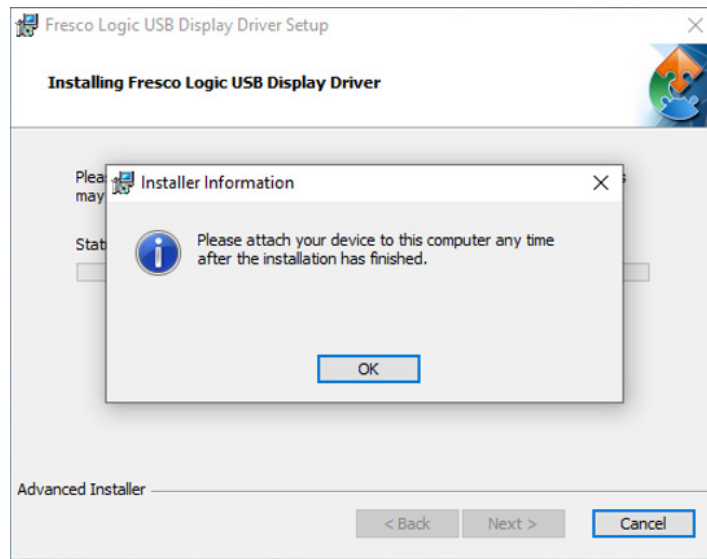 Fresco Logic USB Display Driver Setup
Installing Fresco Logic USB Display Driver
may
Installer Information
Please attach your device to this computer any time
after the installation has finished.
OK
Advanced Installer
< Back
Next >
Cancel